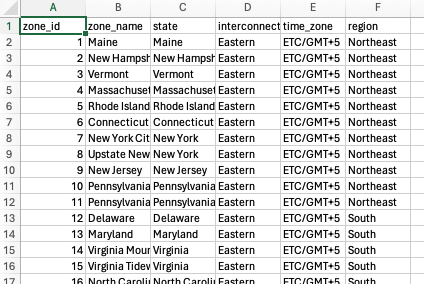 A B C D E F
1 zone_id zone_name state interconnect time_zone region
2 1 Maine Maine Eastern ETC/GMT+5 Northeast
3 2 New Hampsh New Hampsh Eastern ETC/GMT+5 Northeast
4 3 Vermont Vermont Eastern ETC/GMT+5 Northeast
5 4 Massachuset Massachuset Eastern ETC/GMT+5 Northeast
6 5 Rhode Island Rhode Island Eastern ETC/GMT+5 Northeast
7 6 Connecticut Connecticut Eastern ETC/GMT+5 Northeast
8 7 New York Cit New York Eastern ETC/GMT+5 Northeast
9 8 Upstate New New York Eastern ETC/GMT+5 Northeast
10 9 New Jersey New Jersey Eastern ETC/GMT+5 Northeast
11 10 Pennsylvania Pennsylvania Eastern ETC/GMT+5 Northeast
12 11 Pennsylvania Pennsylvania Eastern ETC/GMT+5 Northeast
13 12 Delaware Delaware Eastern ETC/GMT+5 South
14 13 Maryland Maryland Eastern ETC/GMT+5 South
15 14 Virginia Mour Virginia Eastern ETC/GMT+5 South
16 15 Virginia Tidew Virginia Eastern ETC/GMT+5 South
17 16 North Caroli North Caroli Eastern ETC/GMT+5 South